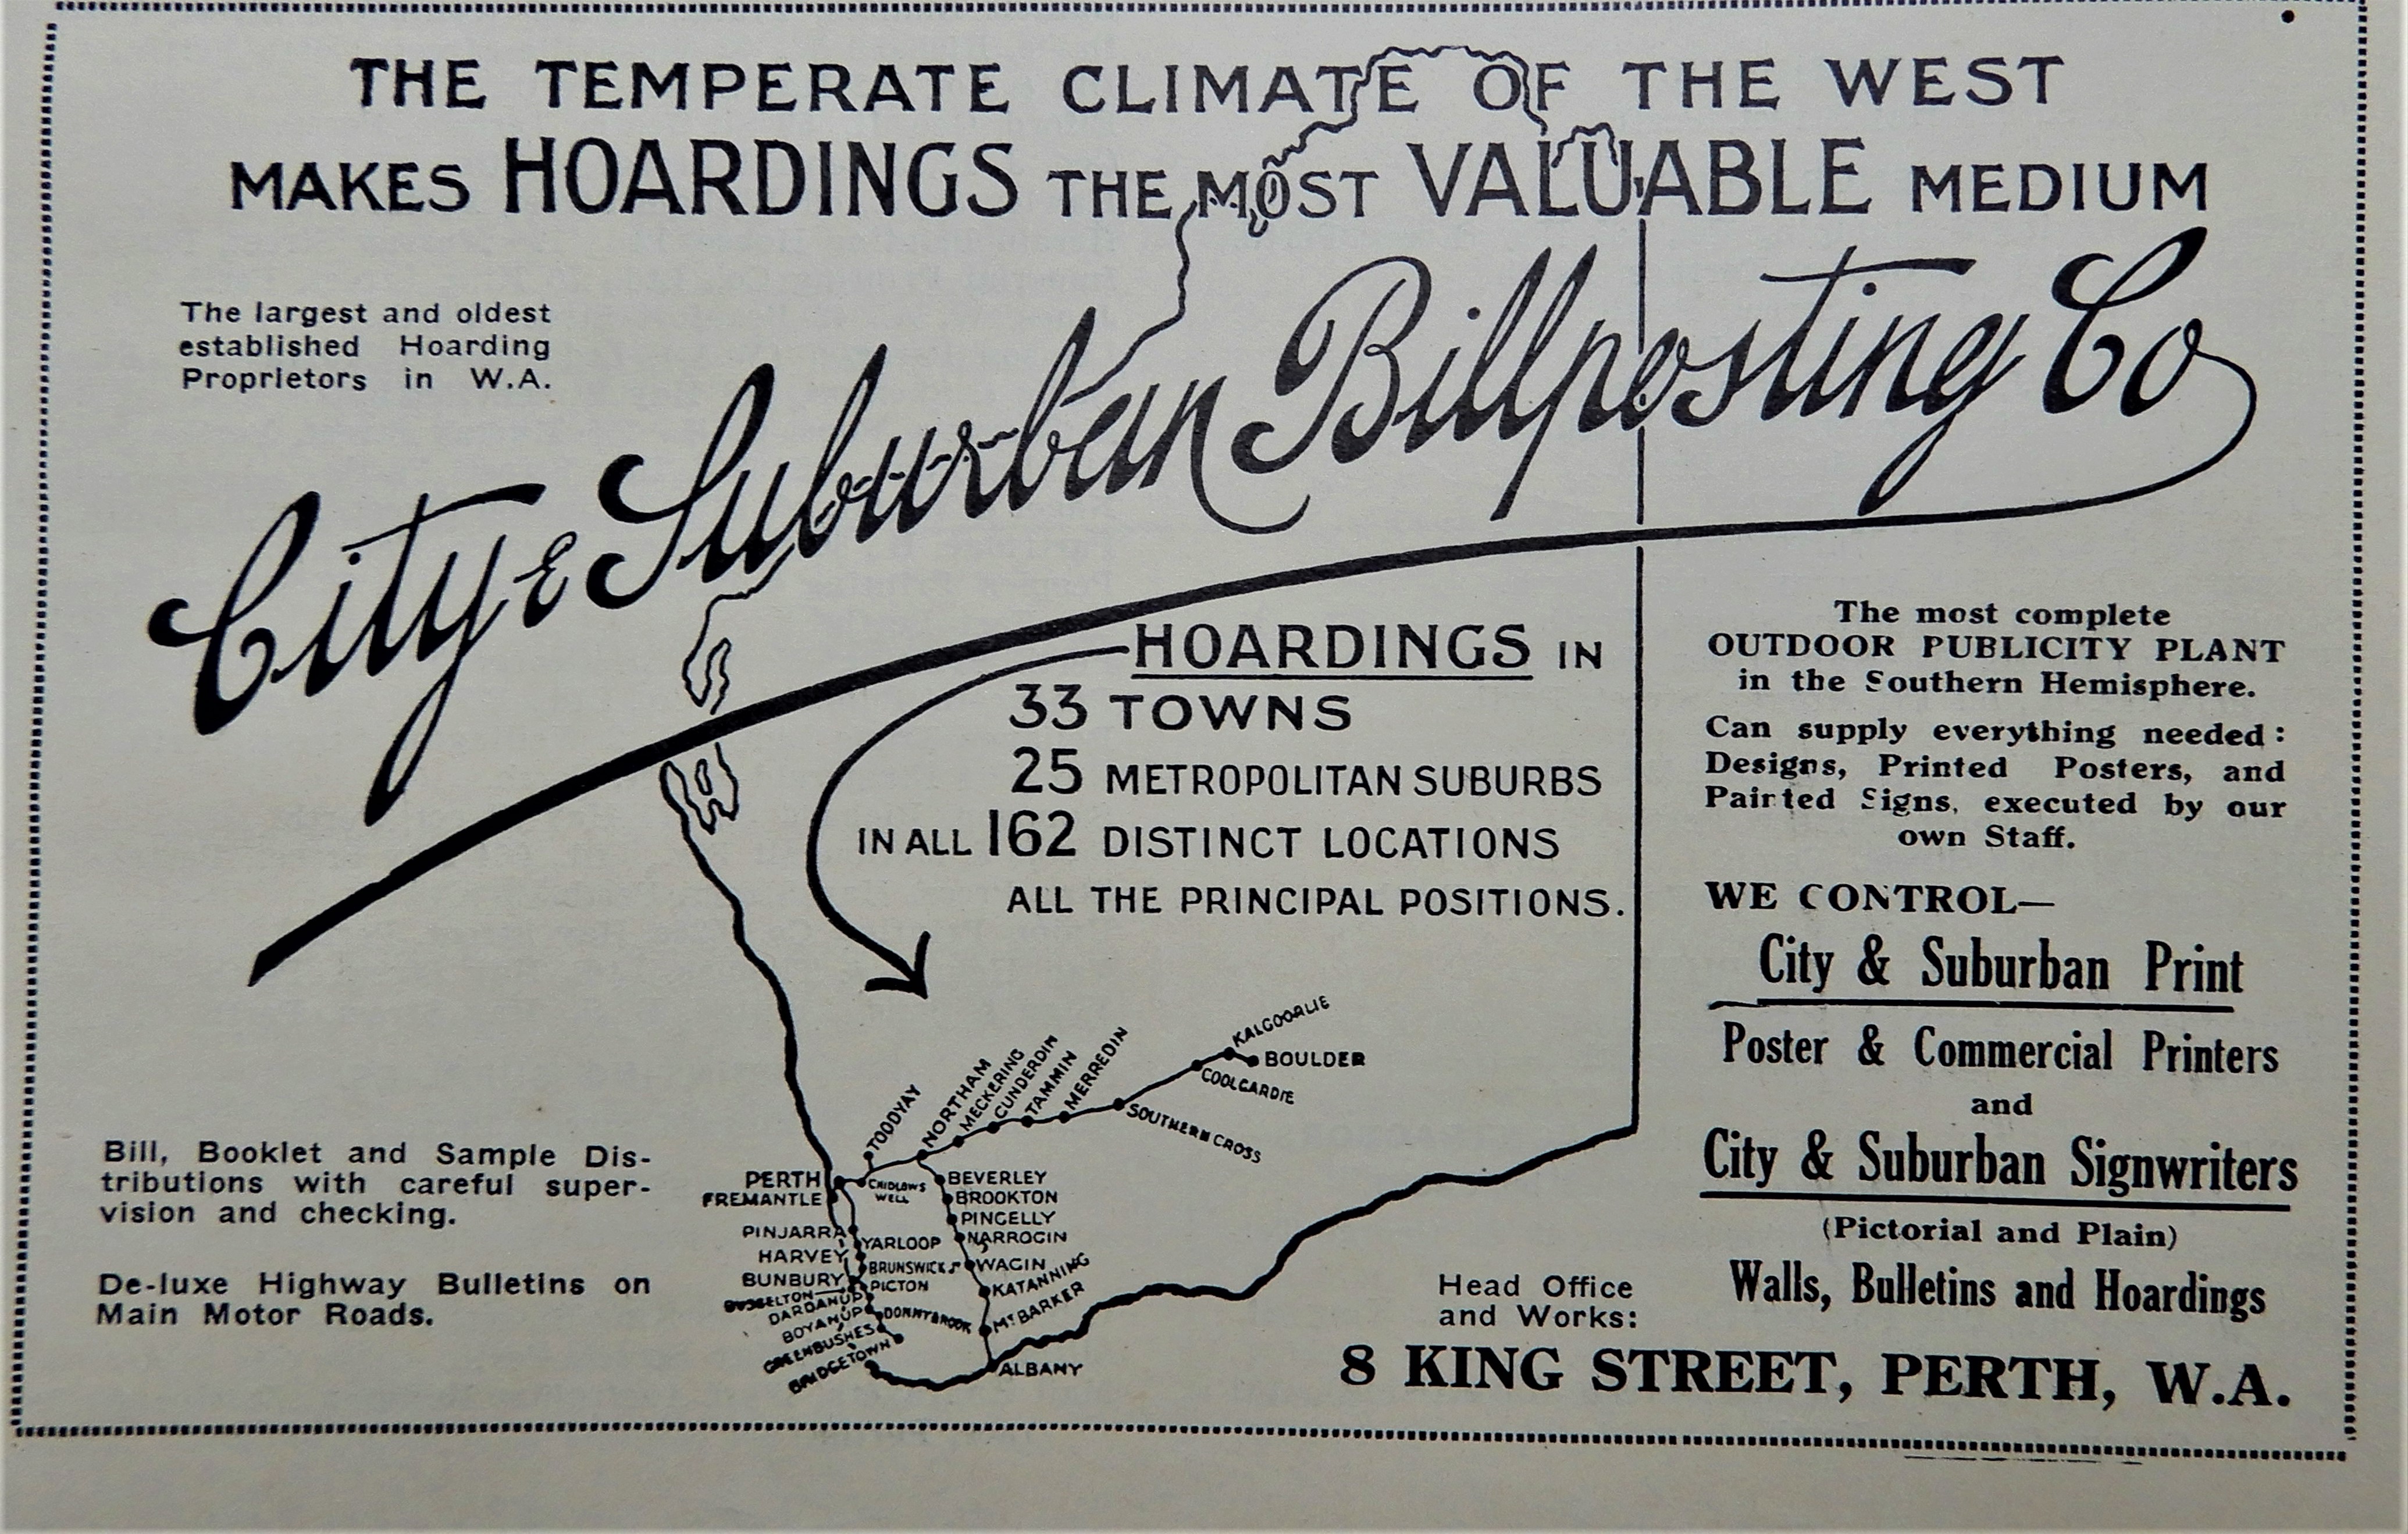 THE TEMPERATE CLIMATE OF THE WEST
MAKES HOARDINGS THE MOST VALUABLE MEDIUM
The largest and oldest
established Hoarding
Proprietors in W.A.
City & Suburban Billposting Co
HOARDINGS IN
33 TOWNS
25 METROPOLITAN SUBURBS
IN ALL 162 DISTINCT LOCATIONS
ALL THE PRINCIPAL POSITIONS.
The most complete
OUTDOOR PUBLICITY PLANT
in the Southern Hemisphere.
Can supply everything needed:
Designs, Printed Posters, and
Painted Signs, executed by our
own Staff.
WE CONTROL—
City & Suburban Print
Poster & Commercial Printers
and
City & Suburban Signwriters
(Pictorial and Plain)
Walls, Bulletins and Hoardings
Bill, Booklet and Sample Dis-
tributions with careful super-
vision and checking.
De-luxe Highway Bulletins on
Main Motor Roads.
TOODYAY
NORTHAM
MECKERING
CUNDERDIN
TAMMIN
MERREDIN
SOUTHERN CROSS
COOLGARDIE
KALGOORLIE
BOULDER
PERTH
FREMANTLE
CHIDLOWS
WELL
BEVERLEY
BROOKTON
PINGELLY
NARROGIN
WAGIN
KATANNING
MT BARKER
ALBANY
PINJARRA
YARLOOP
HARVEY
BRUNSWICK JN
BUNBURY
PICTON
BUSSELTON
DARDANUP
BOYANUP
DONNYBROOK
GREENBUSHES
BRIDGETOWN
Head Office
and Works:
8 KING STREET, PERTH, W.A.